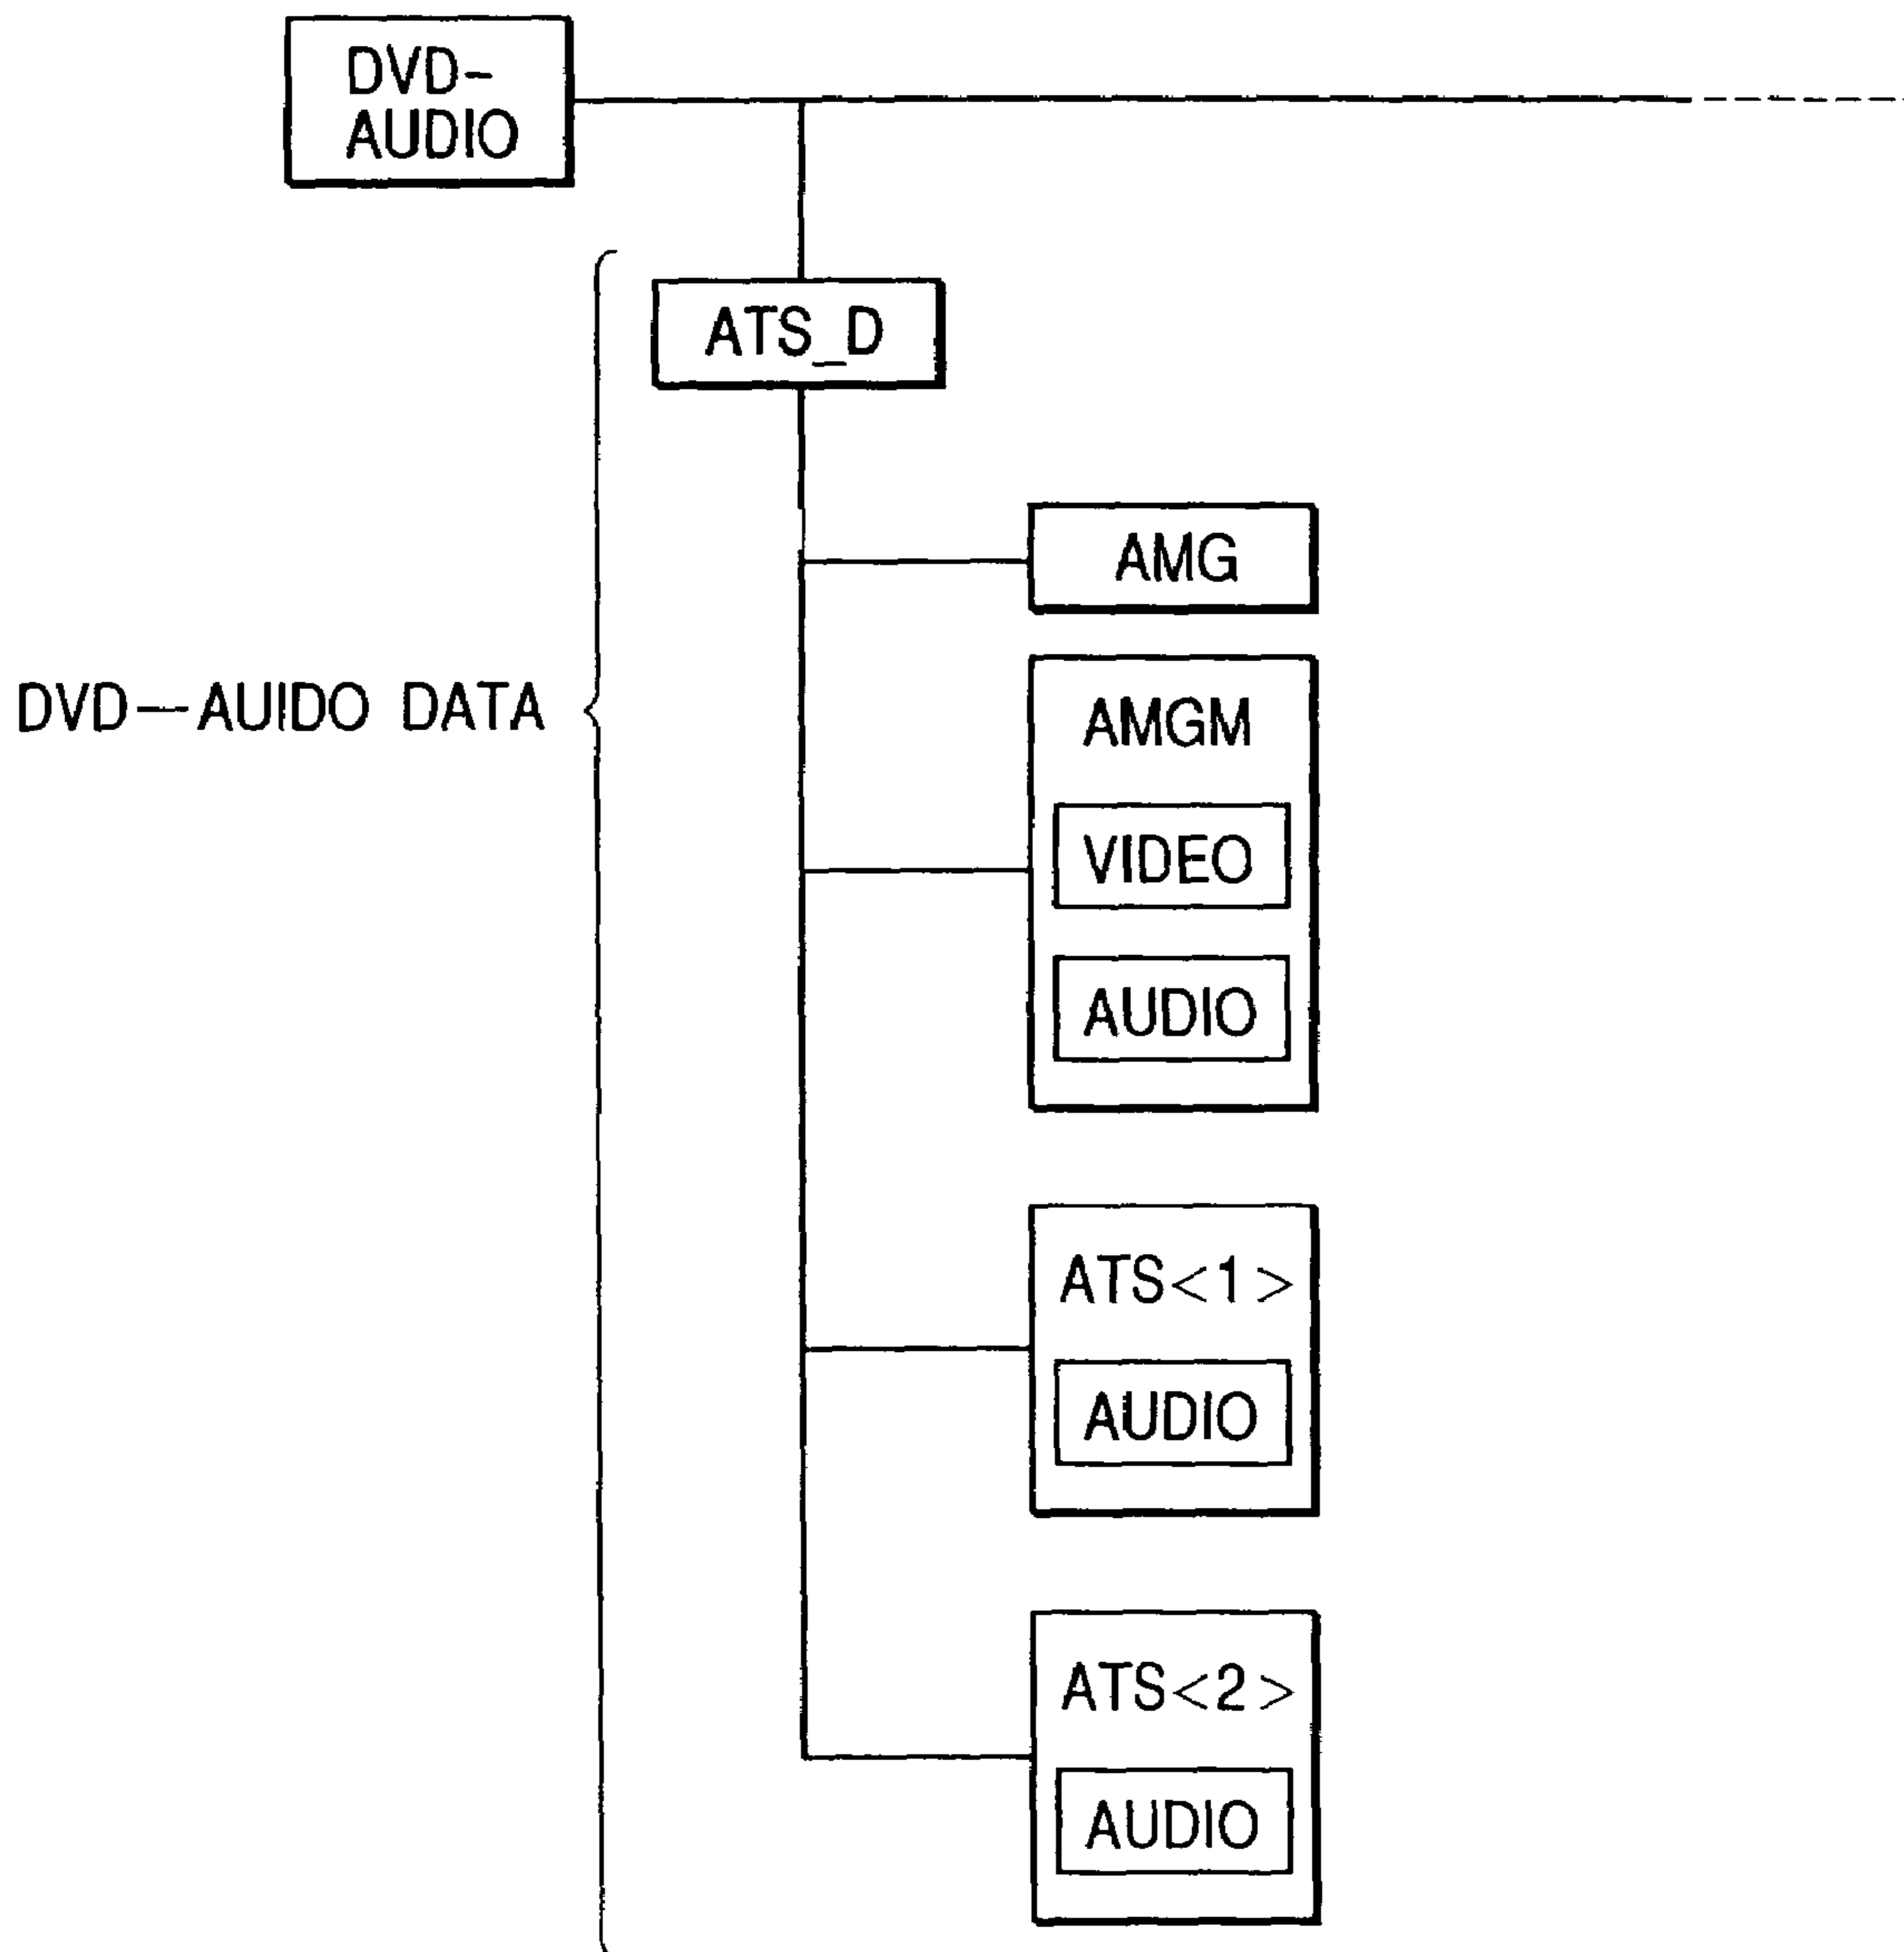 DVD-
AUDIO
ATS_D
AMG
DVD—AUIDO DATA
AMGM
VIDEO
AUDIO
ATS<1>
AUDIO
ATS<2>
AUDIO